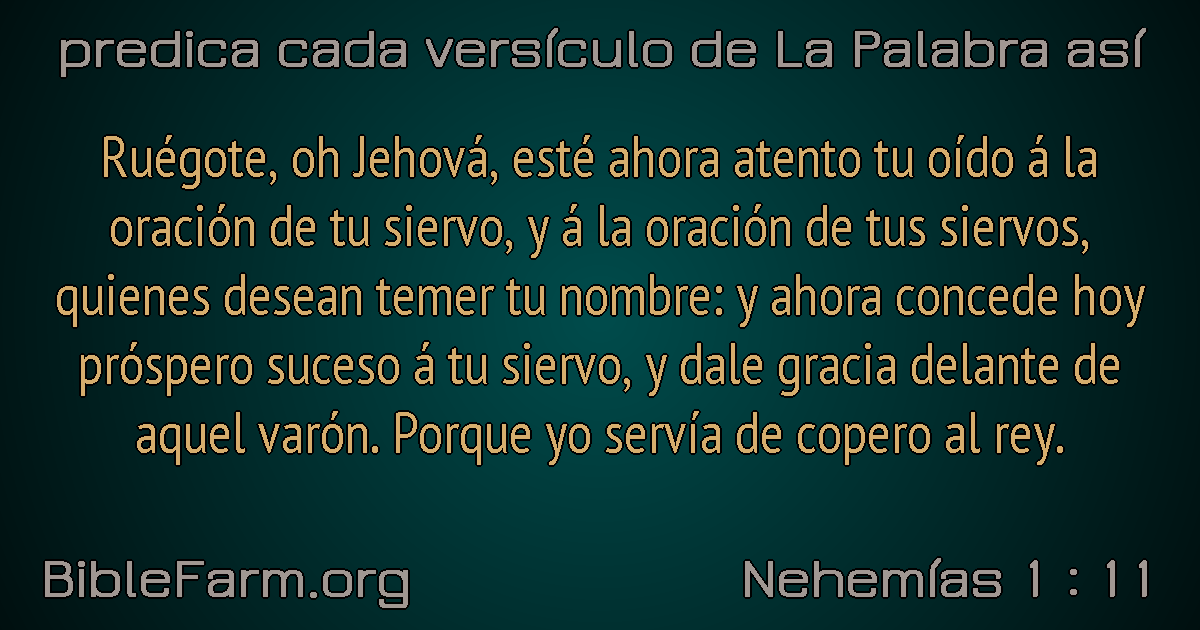 predica cada versículo de La Palabra así
Ruégote, oh Jehová, esté ahora atento tu oído á la
oración de tu siervo, y á la oración de tus siervos,
quienes desean temer tu nombre: y ahora concede hoy
próspero suceso á tu siervo, y dale gracia delante de
aquel varón. Porque yo servía de copero al rey.
BibleFarm.org
Nehemías 1 : 11